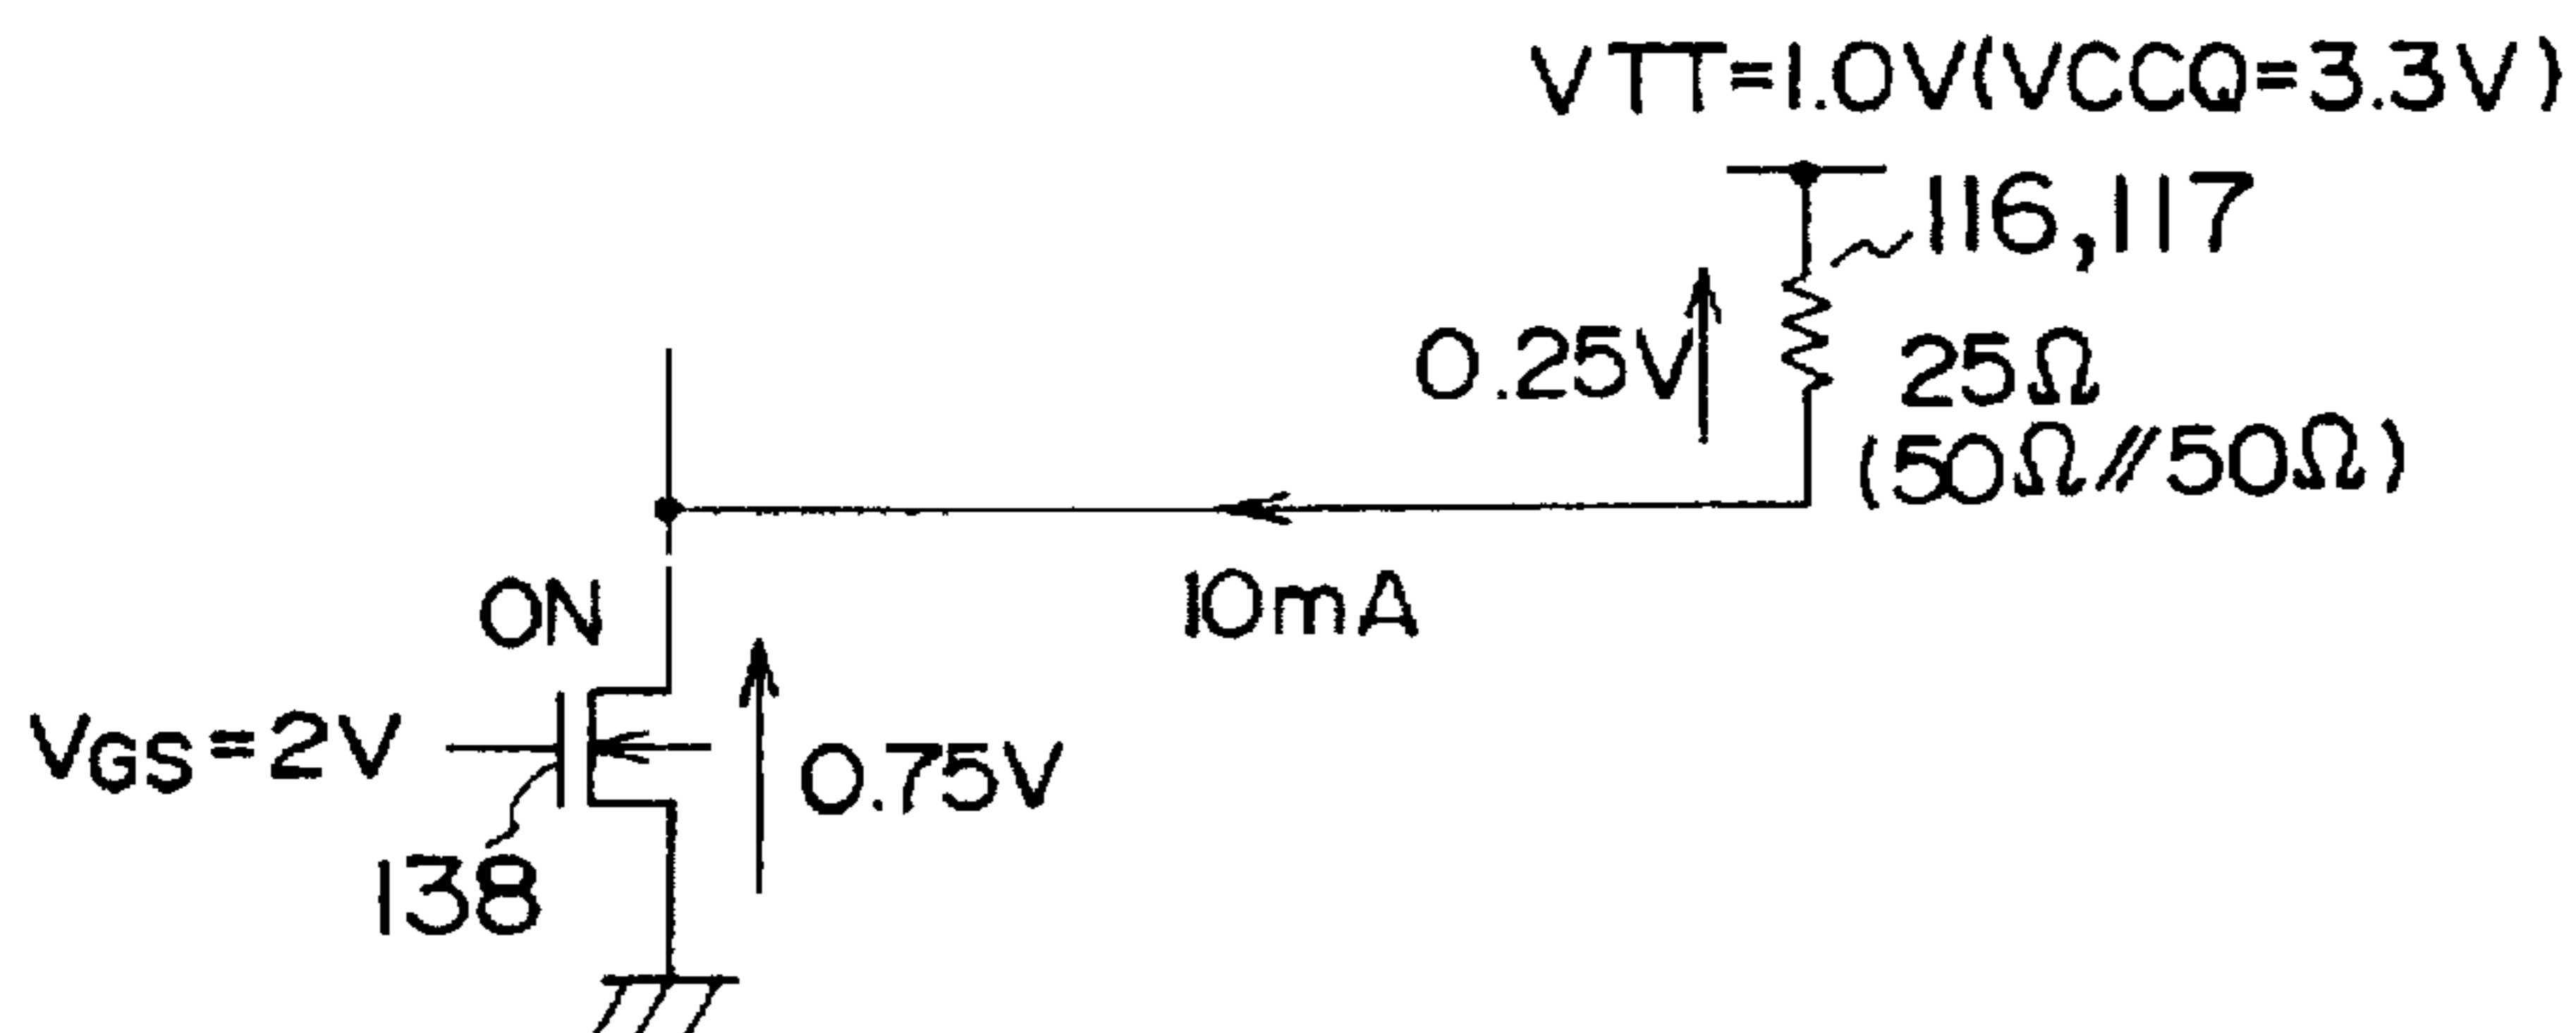 VTT=1.0V(VCCQ=3.3V)
116,117
0.25V
25Ω
(50Ω//50Ω)
10mA
ON
VGS=2V
0.75V
138